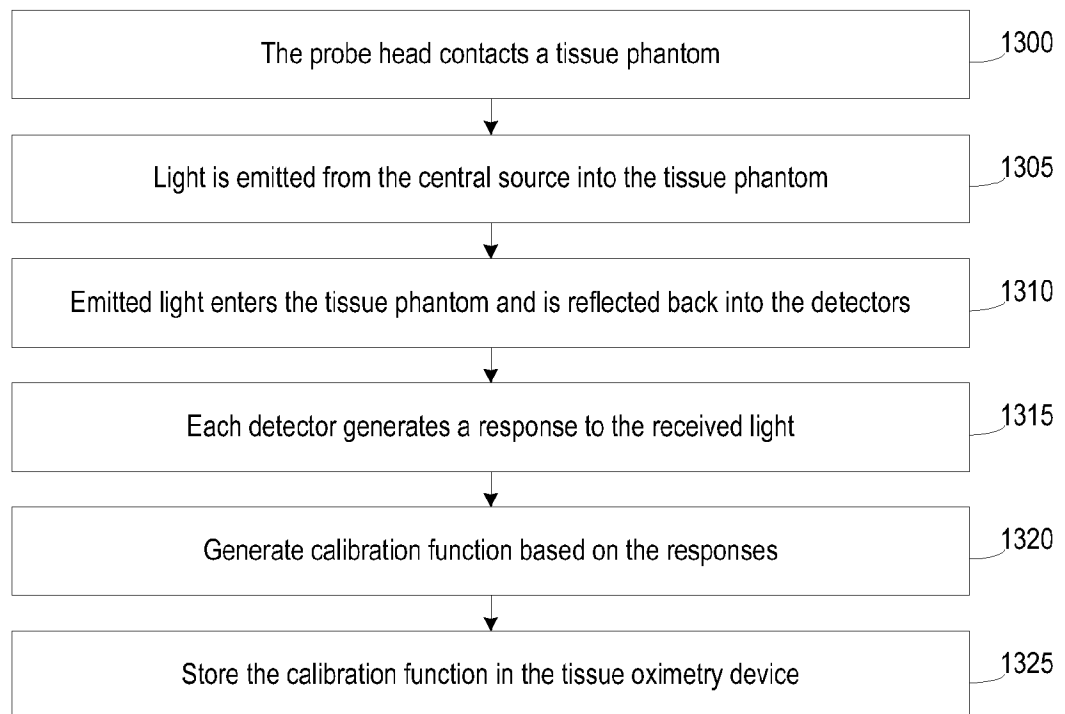 The probe head contacts a tissue phantom
1300
Light is emitted from the central source into the tissue phantom
1305
Emitted light enters the tissue phantom and is reflected back into the detectors
1310
Each detector generates a response to the received light
1315
Generate calibration function based on the responses
1320
Store the calibration function in the tissue oximetry device
1325